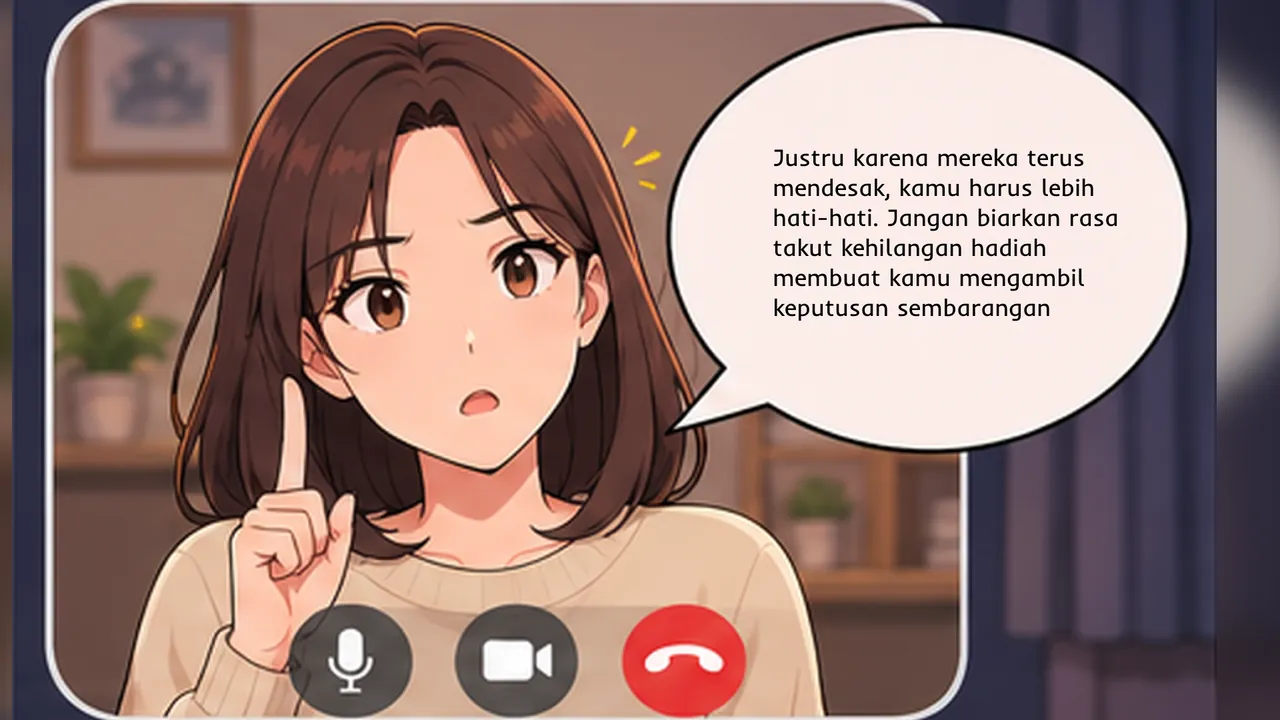 Justru karena mereka terus
mendesak, kamu harus lebih
hati-hati. Jangan biarkan rasa
takut kehilangan hadiah
membuat kamu mengambil
keputusan sembarangan